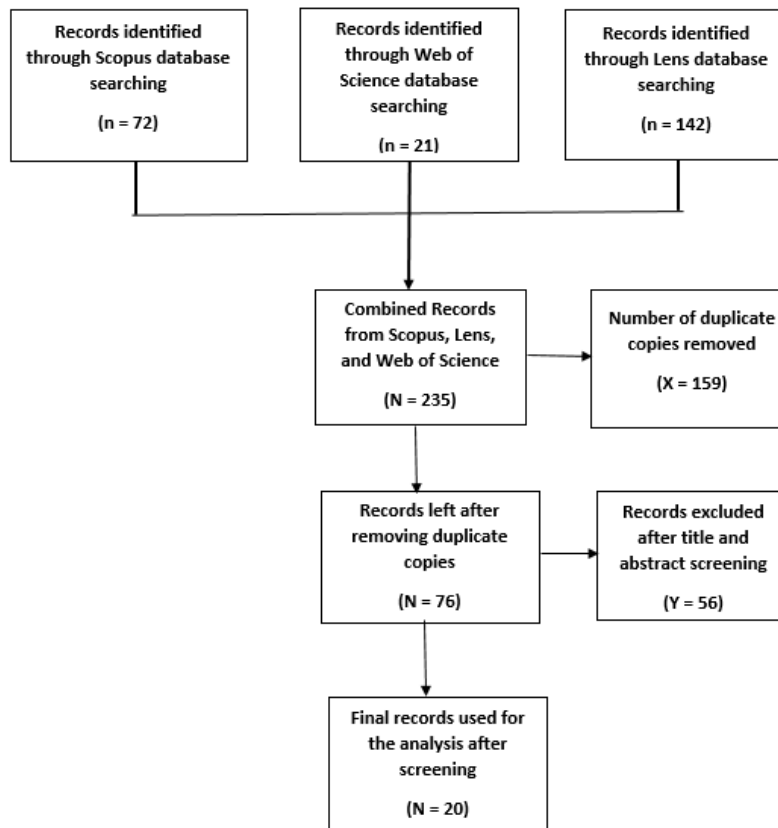 Records identified
through Scopus database
searching
(n = 72)
Records identified
through Web of
Science database
searching
(n = 21)
Records identified
through Lens database
searching
(n = 142)
Combined Records
from Scopus, Lens,
and Web of Science
(N = 235)
Number of duplicate
copies removed
(X = 159)
Records left after
removing duplicate
copies
(N = 76)
Records excluded
after title and
abstract screening
(Y = 56)
Final records used for
the analysis after
screening
(N = 20)